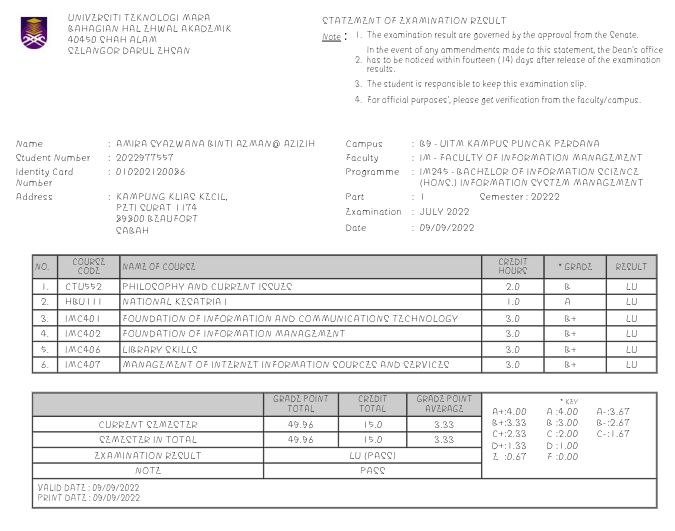 UNIVERSITI TEKNOLOGI MARA
BAHAGIAN HAL EHWAL AKADEMIK
40450 SHAH ALAM
SELANGOR DARUL EHSAN
STATEMENT OF EXAMINATION RESULT
Note : 1. The examination result are governed by the approval from the Senate.
In the event of any ammendments made to this statement, the Dean's office
2. has to be noticed within fourteen (14) days after release of the examination
results.
3. The student is responsible to keep this examination slip.
4. For official purposes', please get verification from the faculty/campus.
Name : AMIRA SYAZWANA BINTI AZMAN@ AZIZIH
Student Number : 2022977557
Identity Card Number : 010202120086
Address : KAMPUNG KLIAS KECIL,
PETI SURAT 1174
89800 BEAUFORT
SABAH
Campus : B9 - UITM KAMPUS PUNCAK PERDANA
Faculty : IM - FACULTY OF INFORMATION MANAGEMENT
Programme : IM245 - BACHELOR OF INFORMATION SCIENCE
(HONS.) INFORMATION SYSTEM MANAGEMENT
Part : 1 Semester : 20222
Examination : JULY 2022
Date : 09/09/2022
NO. COURSE CODE NAME OF COURSE CREDIT HOURS * GRADE RESULT
1. CTU552 PHILOSOPHY AND CURRENT ISSUES 2.0 B LU
2. HBU111 NATIONAL KESATRIA I 1.0 A LU
3. IMC401 FOUNDATION OF INFORMATION AND COMMUNICATIONS TECHNOLOGY 3.0 B+ LU
4. IMC402 FOUNDATION OF INFORMATION MANAGEMENT 3.0 B+ LU
5. IMC406 LIBRARY SKILLS 3.0 B+ LU
6. IMC407 MANAGEMENT OF INTERNET INFORMATION SOURCES AND SERVICES 3.0 B+ LU
GRADE POINT TOTAL CREDIT TOTAL GRADE POINT AVERAGE
CURRENT SEMESTER 49.96 15.0 3.33
SEMESTER IN TOTAL 49.96 15.0 3.33
EXAMINATION RESULT LU (PASS)
NOTE PASS
* KEY
A+:4.00 A :4.00 A-:3.67
B+:3.33 B :3.00 B-:2.67
C+:2.33 C :2.00 C-:1.67
D+:1.33 D :1.00
E :0.67 F :0.00
VALID DATE : 09/09/2022
PRINT DATE : 09/09/2022